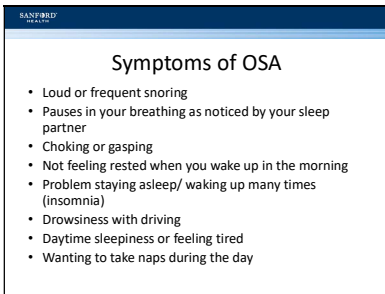 SANFORD
HEALTH
Symptoms of OSA
• Loud or frequent snoring
• Pauses in your breathing as noticed by your sleep
partner
• Choking or gasping
• Not feeling rested when you wake up in the morning
• Problem staying asleep/ waking up many times
(insomnia)
• Drowsiness with driving
• Daytime sleepiness or feeling tired
• Wanting to take naps during the day